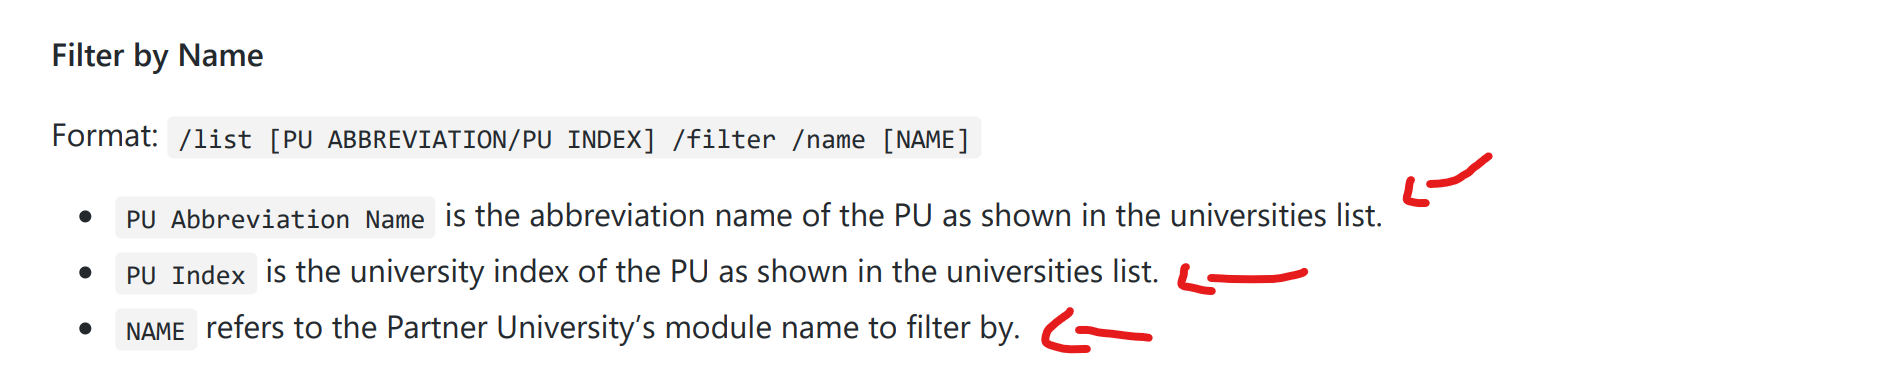 Filter by Name
Format: /list [PU ABBREVIATION/PU INDEX] /filter /name [NAME]
PU Abbreviation Name is the abbreviation name of the PU as shown in the universities list.
PU Index is the university index of the PU as shown in the universities list.
NAME refers to the Partner University’s module name to filter by.